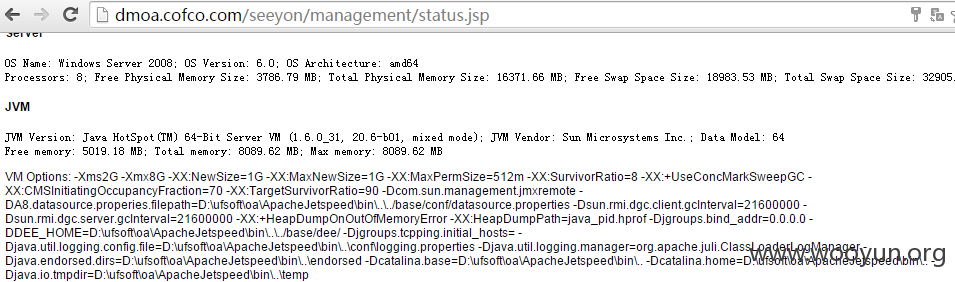 dmoa.cofco.com/seeyon/management/status.jsp
Server
OS Name: Windows Server 2008; OS Version: 6.0; OS Architecture: amd64
Processors: 8; Free Physical Memory Size: 3786.79 MB; Total Physical Memory Size: 16371.66 MB; Free Swap Space Size: 18983.53 MB; Total Swap Space Size: 32905.
JVM
JVM Version: Java HotSpot(TM) 64-Bit Server VM (1.6.0_31, 20.6-b01, mixed mode); JVM Vendor: Sun Microsystems Inc.; Data Model: 64
Free memory: 5019.18 MB; Total memory: 8089.62 MB; Max memory: 8089.62 MB
VM Options: -Xms2G -Xmx8G -XX:NewSize=1G -XX:MaxNewSize=1G -XX:MaxPermSize=512m -XX:SurvivorRatio=8 -XX:+UseConcMarkSweepGC -
XX:CMSInitiatingOccupancyFraction=70 -XX:TargetSurvivorRatio=90 -Dcom.sun.management.jmxremote -
DA8.datasource.properies.filepath=D:\ufsoft\oa\ApacheJetspeed\bin\..\../base/conf/datasource.properties -Dsun.rmi.dgc.client.gcInterval=21600000 -
Dsun.rmi.dgc.server.gcInterval=21600000 -XX:+HeapDumpOnOutOfMemoryError -XX:HeapDumpPath=java_pid.hprof -Djgroups.bind_addr=0.0.0.0 -
DDEE_HOME=D:\ufsoft\oa\ApacheJetspeed\bin\..\../base/dee/ -Djgroups.tcpping.initial_hosts= -
Djava.util.logging.config.file=D:\ufsoft\oa\ApacheJetspeed\bin\..\conf\logging.properties -Djava.util.logging.manager=org.apache.juli.ClassLoaderLogManager -
Djava.endorsed.dirs=D:\ufsoft\oa\ApacheJetspeed\bin\..\endorsed -Dcatalina.base=D:\ufsoft\oa\ApacheJetspeed\bin\.. -Dcatalina.home=D:\ufsoft\oa\ApacheJetspeed\bin\.. -
Djava.io.tmpdir=D:\ufsoft\oa\ApacheJetspeed\bin\..\temp
www.wooyun.org